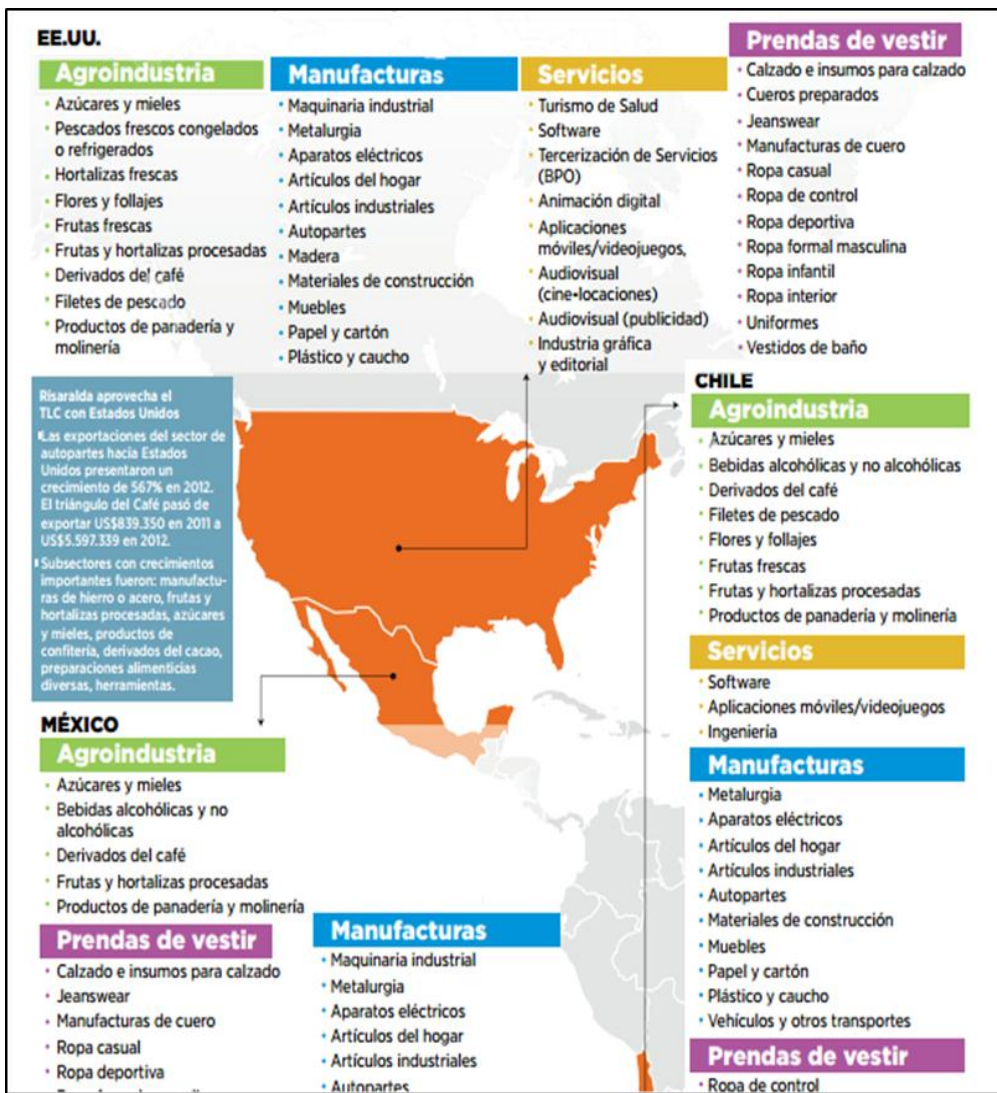 EE.UU.
Agroindustria
• Azúcares y mieles
• Pescados frescos congelados
o refrigerados
• Hortalizas frescas
• Flores y follajes
• Frutas frescas
• Frutas y hortalizas procesadas
• Derivados del café
• Filetes de pescado
• Productos de panadería y
molinería
Manufacturas
• Maquinaria industrial
• Metalurgia
• Aparatos eléctricos
• Artículos del hogar
• Artículos industriales
• Autopartes
• Madera
• Materiales de construcción
• Muebles
• Papel y cartón
• Plástico y caucho
Servicios
• Turismo de Salud
• Software
• Tercerización de Servicios
(BPO)
• Animación digital
• Aplicaciones
móviles/videojuegos,
• Audiovisual
(cine•locaciones)
• Audiovisual (publicidad)
• Industria gráfica
y editorial
Prendas de vestir
• Calzado e insumos para calzado
• Cueros preparados
• Jeanswear
• Manufacturas de cuero
• Ropa casual
• Ropa de control
• Ropa deportiva
• Ropa formal masculina
• Ropa infantil
• Ropa interior
• Uniformes
• Vestidos de baño
Risaralda aprovecha el
TLC con Estados Unidos
Las exportaciones del sector de
autopartes hacia Estados
Unidos presentaron un
crecimiento de 567% en 2012.
El triángulo del Café pasó de
exportar US$839.350 en 2011 a
US$5.597.339 en 2012.
Subsectores con crecimientos
importantes fueron: manufactu-
ras de hierro o acero, frutas y
hortalizas procesadas, azúcares
y mieles, productos de
confitería, derivados del cacao,
preparaciones alimenticias
diversas, herramientas.
CHILE
Agroindustria
• Azúcares y mieles
• Bebidas alcohólicas y no alcohólicas
• Derivados del café
• Filetes de pescado
• Flores y follajes
• Frutas frescas
• Frutas y hortalizas procesadas
• Productos de panadería y molinería
Servicios
• Software
• Aplicaciones móviles/videojuegos
• Ingeniería
Manufacturas
• Metalurgia
• Aparatos eléctricos
• Artículos del hogar
• Artículos industriales
• Autopartes
• Materiales de construcción
• Muebles
• Papel y cartón
• Plástico y caucho
• Vehículos y otros transportes
Prendas de vestir
• Ropa de control
MÉXICO
Agroindustria
• Azúcares y mieles
• Bebidas alcohólicas y no
alcohólicas
• Derivados del café
• Frutas y hortalizas procesadas
• Productos de panadería y molinería
Prendas de vestir
• Calzado e insumos para calzado
• Jeanswear
• Manufacturas de cuero
• Ropa casual
• Ropa deportiva
Manufacturas
• Maquinaria industrial
• Metalurgia
• Aparatos eléctricos
• Artículos del hogar
• Artículos industriales
• Autopartes